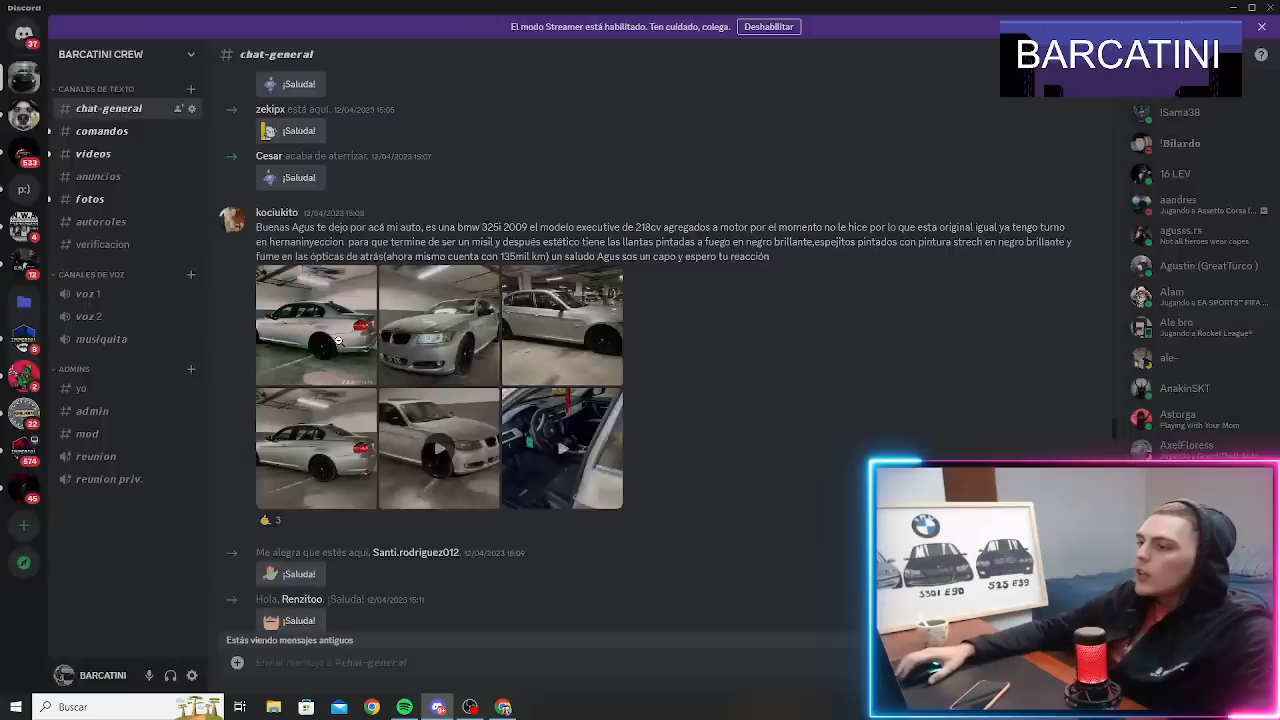 Discord
El modo Streamer está habilitado. Ten cuidado, colega.
Deshabilitar
BARCATINI
37
BARCATINI CREW
# chat-general
CANALES DE TEXTO
# chat-general
# comandos
# videos
# anuncios
# fotos
# autoroles
# verificacion
CANALES DE VOZ
voz 1
voz 2
musiquita
ADMINS
# yo
# admin
# mod
reunion
reunion priv.
533
p:)
4
12
8
2
22
574
45
¡Saluda!
zekipx está aquí. 12/04/2023 15:05
¡Saluda!
Cesar acaba de aterrizar. 12/04/2023 15:07
¡Saluda!
kociukito 12/04/2023 15:08
Buenas Agus te dejo por acá mi auto, es una bmw 325i 2009 el modelo executive de 218cv agregados a motor por el momento no le hice por lo que esta original igual ya tengo turno
en hernaninyeccion para que termine de ser un misil y después estético tiene las llantas pintadas a fuego en negro brillante,espejitos pintados con pintura strech en negro brillante y
fume en las ópticas de atrás(ahora mismo cuenta con 135mil km) un saludo Agus sos un capo y espero tu reacción
3
Me alegra que estés aquí, Santi.rodriguez012. 12/04/2023 15:09
¡Saluda!
Hola, Renzitoo. ¡Saluda! 12/04/2023 15:11
¡Saluda!
Estás viendo mensajes antiguos
Enviar mensaje a #chat-general
!Sama38
!Bilardo
16 LEV
aandres
Jugando a Assetto Corsa (...
aguss.rs
Not all heroes wear capes
Agustin (GreatTurco )
Alam
Jugando a EA SPORTS™ FIFA ...
Ale bro
Jugando a Rocket League®
ale-
AnakinSKT
Astorga
Playing With Your Mom
AxelFloress
330I E90
525 E39
BARCATINI
Buscar